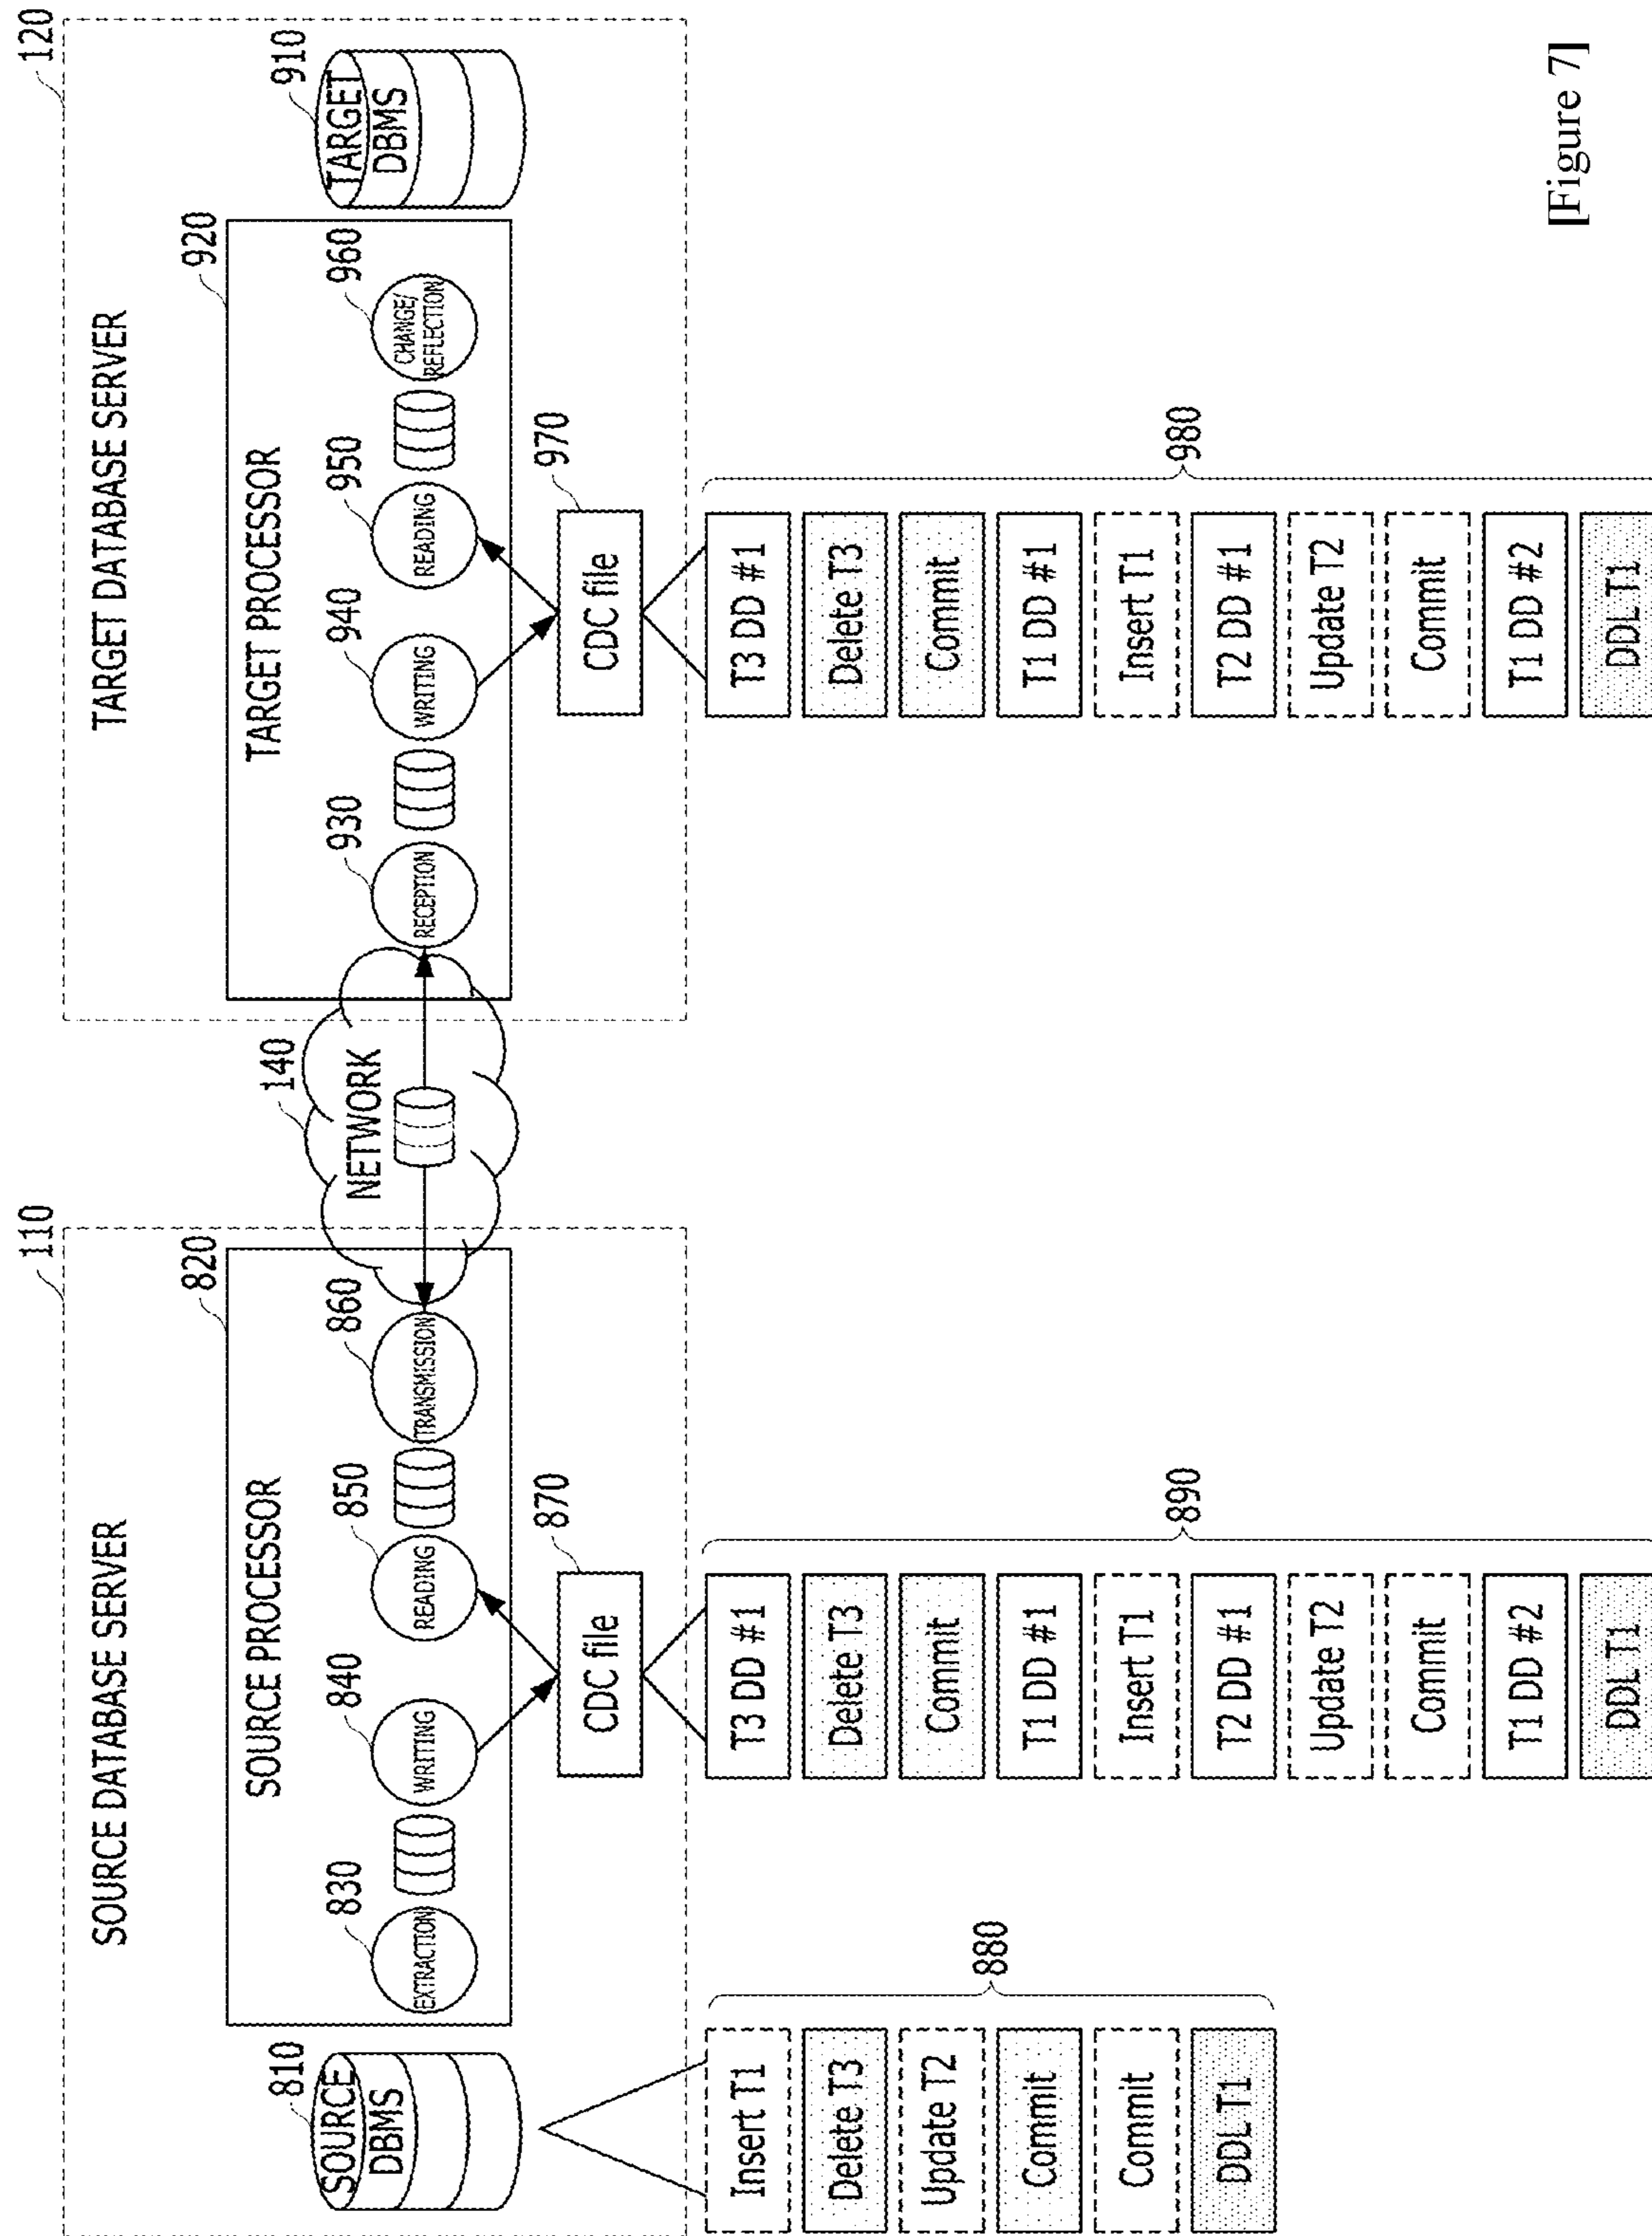 110
SOURCE DATABASE SERVER
820
SOURCE PROCESSOR
810
SOURCE
DBMS
830
EXTRACTION
840
WRITING
850
READING
860
TRANSMISSION
870
CDC file
880
Insert T1
Delete T3
Update T2
Commit
Commit
DDL T1
890
T3 DD #1
Delete T3
Commit
T1 DD #1
Insert T1
T2 DD #1
Update T2
Commit
T1 DD #2
DDL T1
140
NETWORK
120
TARGET DATABASE SERVER
920
TARGET PROCESSOR
930
RECEPTION
940
WRITING
950
READING
960
CHANGE/
REFLECTION
910
TARGET
DBMS
970
CDC file
980
T3 DD #1
Delete T3
Commit
T1 DD #1
Insert T1
T2 DD #1
Update T2
Commit
T1 DD #2
DDL T1
[Figure 7]